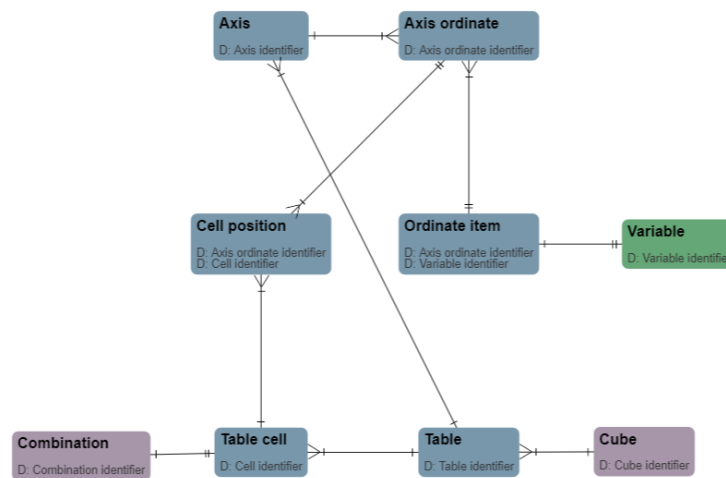 Axis
D: Axis identifier
Axis ordinate
D: Axis ordinate identifier
Cell position
D: Axis ordinate identifier
D: Cell identifier
Ordinate item
D: Axis ordinate identifier
D: Variable identifier
Variable
D: Variable identifier
Combination
D: Combination identifier
Table cell
D: Cell identifier
Table
D: Table identifier
Cube
D: Cube identifier